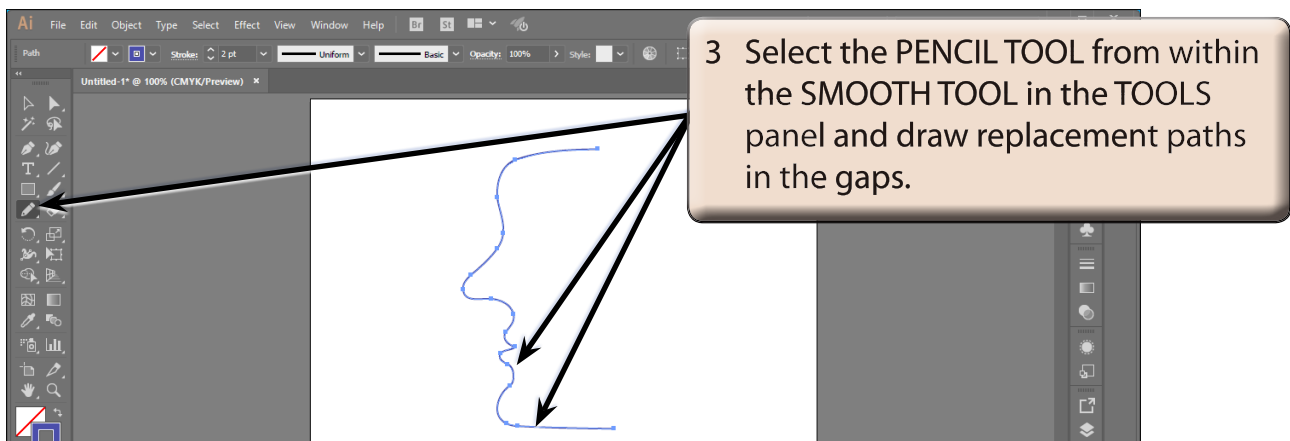 Ai File Edit Object Type Select Effect View Window Help Br St
Path Stroke: 2 pt Uniform Basic Opacity: 100% Style:
Untitled-1* @ 100% (CMYK/Preview) ×
3 Select the PENCIL TOOL from within
the SMOOTH TOOL in the TOOLS
panel and draw replacement paths
in the gaps.